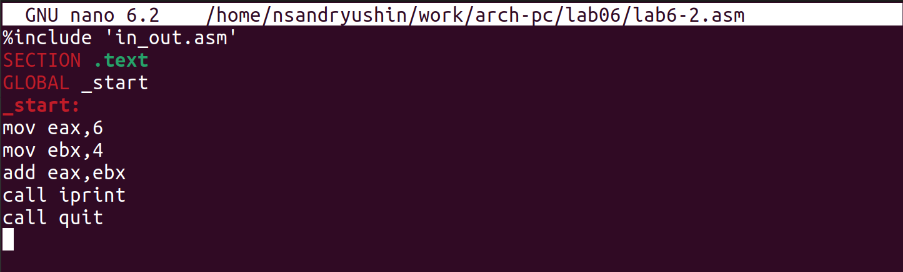 GNU nano 6.2 /home/nsandryushin/work/arch-pc/lab06/lab6-2.asm
%include 'in_out.asm'
SECTION .text
GLOBAL _start
_start:
mov eax,6
mov ebx,4
add eax,ebx
call iprint
call quit